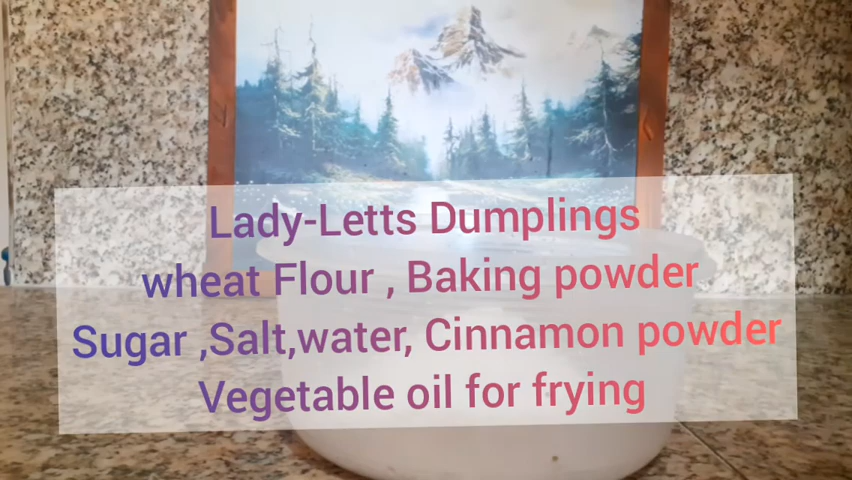 Lady-Letts Dumplings
wheat Flour , Baking powder
Sugar ,Salt,water, Cinnamon powder
Vegetable oil for frying